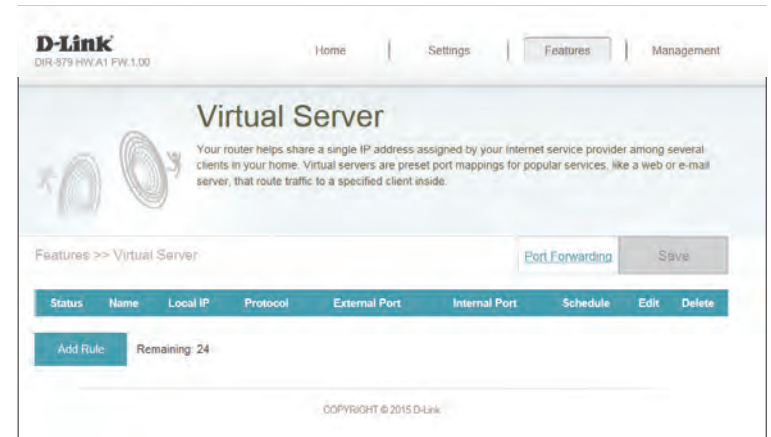 D-Link
DIR-879 HW:A1 FW:1.00
Home | Settings | Features | Management
Virtual Server
Your router helps share a single IP address assigned by your Internet service provider among several
clients in your home. Virtual servers are preset port mappings for popular services, like a web or e-mail
server, that route traffic to a specified client inside.
Features >> Virtual Server Port Forwarding Save
Status Name Local IP Protocol External Port Internal Port Schedule Edit Delete
Add Rule Remaining: 24
COPYRIGHT © 2015 D-Link